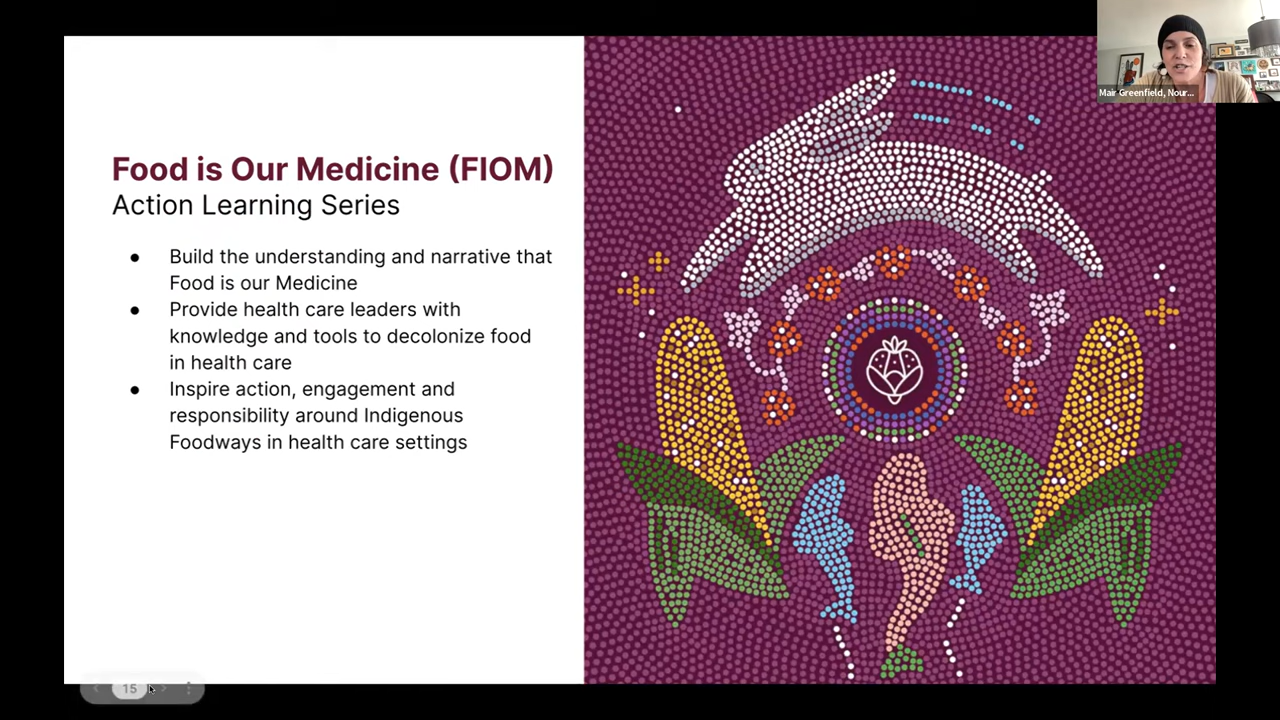 Mair Greenfield, Nour...
Food is Our Medicine (FIOM)
Action Learning Series
● Build the understanding and narrative that
Food is our Medicine
● Provide health care leaders with
knowledge and tools to decolonize food
in health care
● Inspire action, engagement and
responsibility around Indigenous
Foodways in health care settings
15